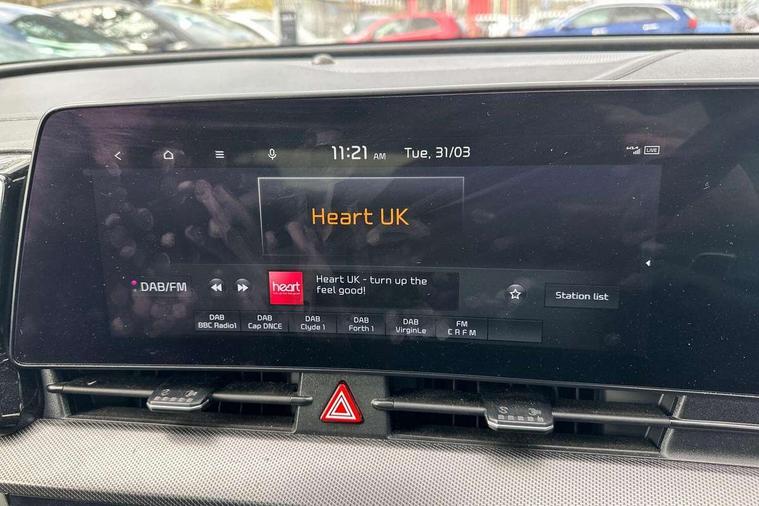 11:21 AM Tue, 31/03
LIVE
Heart UK
DAB/FM
heart
Heart UK - turn up the
feel good!
Station list
DAB
BBC Radio1
DAB
Cap DNCE
DAB
Clyde 1
DAB
Forth 1
DAB
VirginLe
FM
C R F M